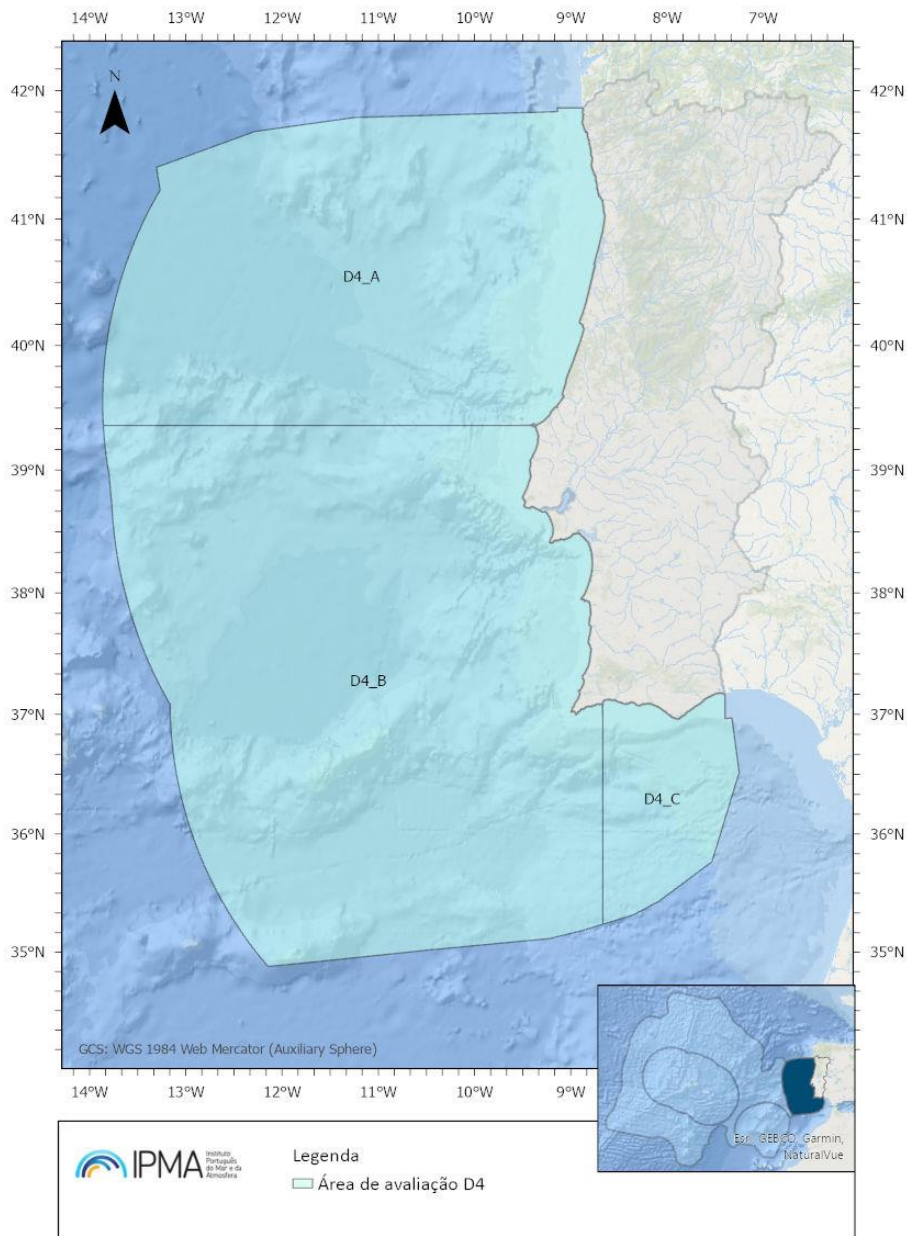 14°W 13°W 12°W 11°W 10°W 9°W 8°W 7°W
N
42°N 42°N
41°N 41°N
D4_A
40°N 40°N
39°N 39°N
38°N 38°N
D4_B
37°N 37°N
D4_C
36°N 36°N
35°N 35°N
GCS: WGS 1984 Web Mercator (Auxiliary Sphere)
14°W 13°W 12°W 11°W 10°W 9°W
Esri, GEBCO, Garmin,
NaturalVue
IPMA
Instituto
Português
do Mar e da
Atmosfera
Legenda
Área de avaliação D4